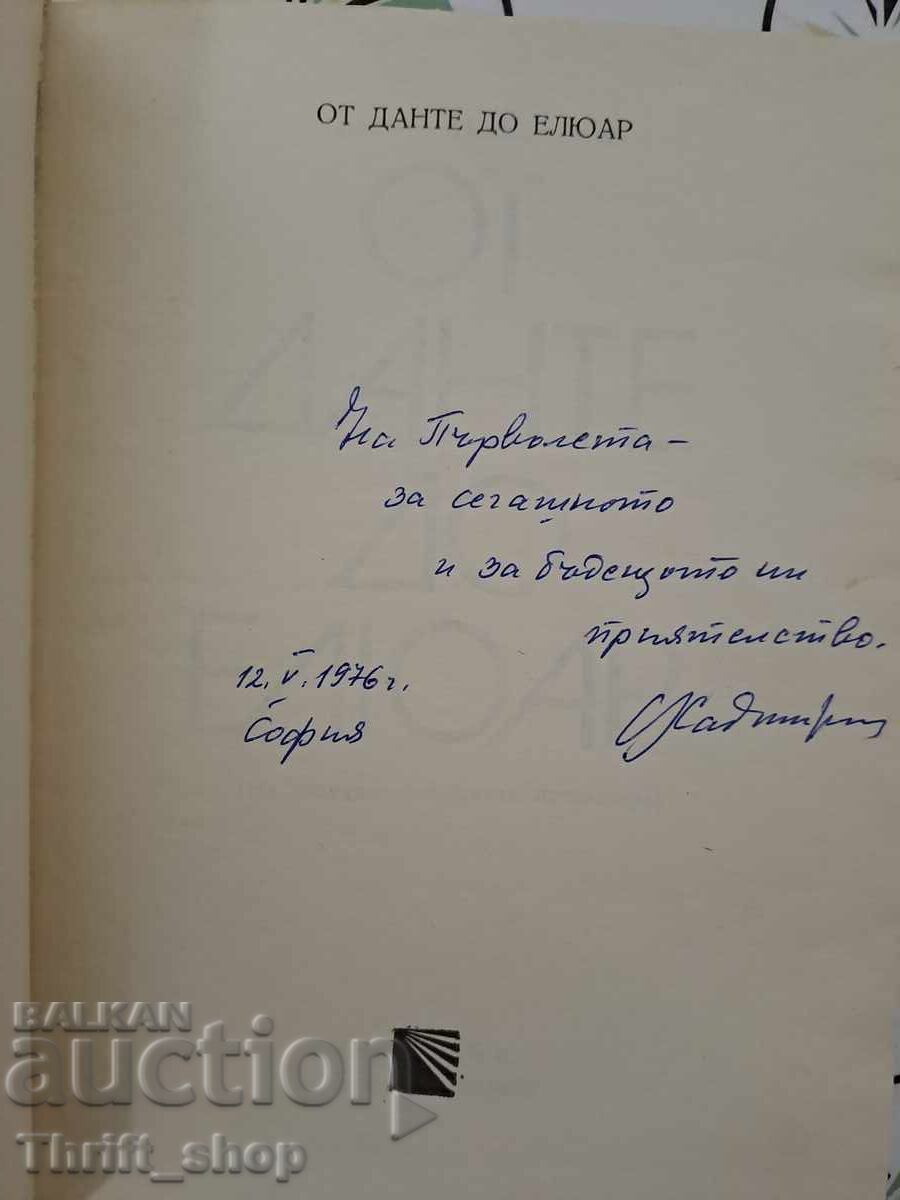 ОТ ДАНТЕ ДО ЕЛЮАР
На Първолета –
за сегашното
и за бъдещото ни
приятелство.
12. V. 1976 г.
София
BALKAN
auction
Thrift_shop